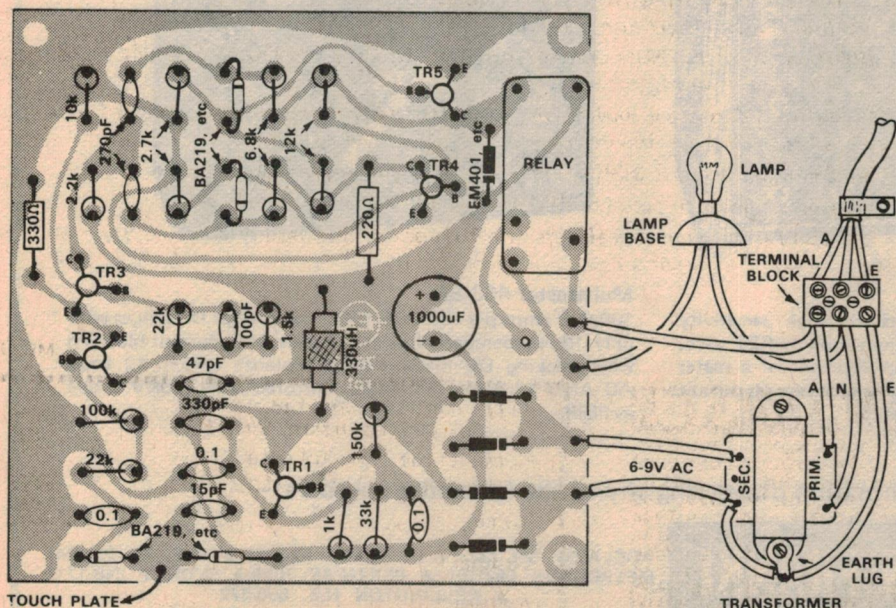 TR5
E
B
C
10k
270pF
2.7k
BA219, etc
6.8k
12k
2.2k
C
TR4
B
E
EM401, etc
RELAY
330Ω
220Ω
LAMP
LAMP BASE
A
E
TERMINAL BLOCK
C
TR3
B
E
TR2
E
B
C
22k
100pF
1.5k
330uH
+
1000uF
−
47pF
330pF
100k
0.1
22k
15pF
0.1
BA219, etc
C
TR1
B
E
150k
1k
33k
0.1
A
N
E
6-9V AC
SEC.
PRIM.
EARTH LUG
TRANSFORMER
TOUCH PLATE